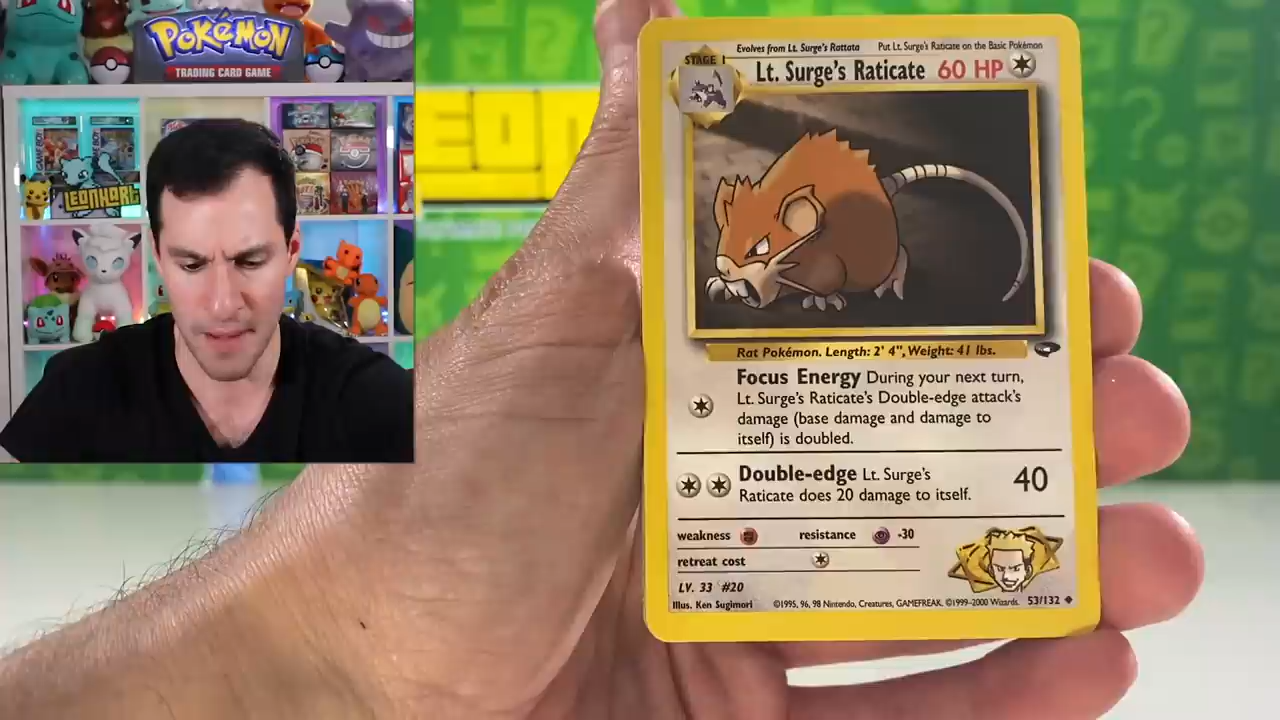 Pokémon
TRADING CARD GAME
LEONHART
LEON
Evolves from Lt. Surge's Rattata Put Lt. Surge's Raticate on the Basic Pokémon
STAGE 1
Lt. Surge's Raticate 60 HP
Rat Pokémon. Length: 2' 4", Weight: 41 lbs.
Focus Energy During your next turn,
Lt. Surge's Raticate's Double-edge attack's
damage (base damage and damage to
itself) is doubled.
Double-edge Lt. Surge's 40
Raticate does 20 damage to itself.
weakness resistance -30
retreat cost
LV. 33 #20
Illus. Ken Sugimori ©1995, 96, 98 Nintendo, Creatures, GAMEFREAK. ©1999-2000 Wizards. 53/132